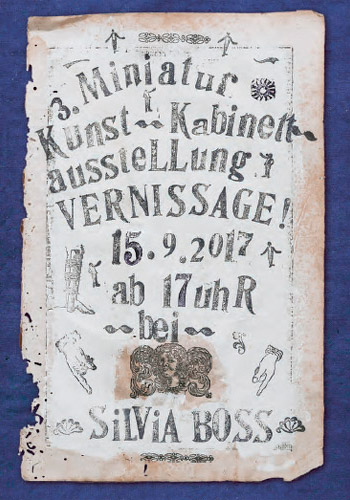 3. Miniatur
Kunst~~Kabinett~
aussteLLung
VERNISSAGE!
15.9.2017
ab 17uhR
~bei~
SiLViA BOSS